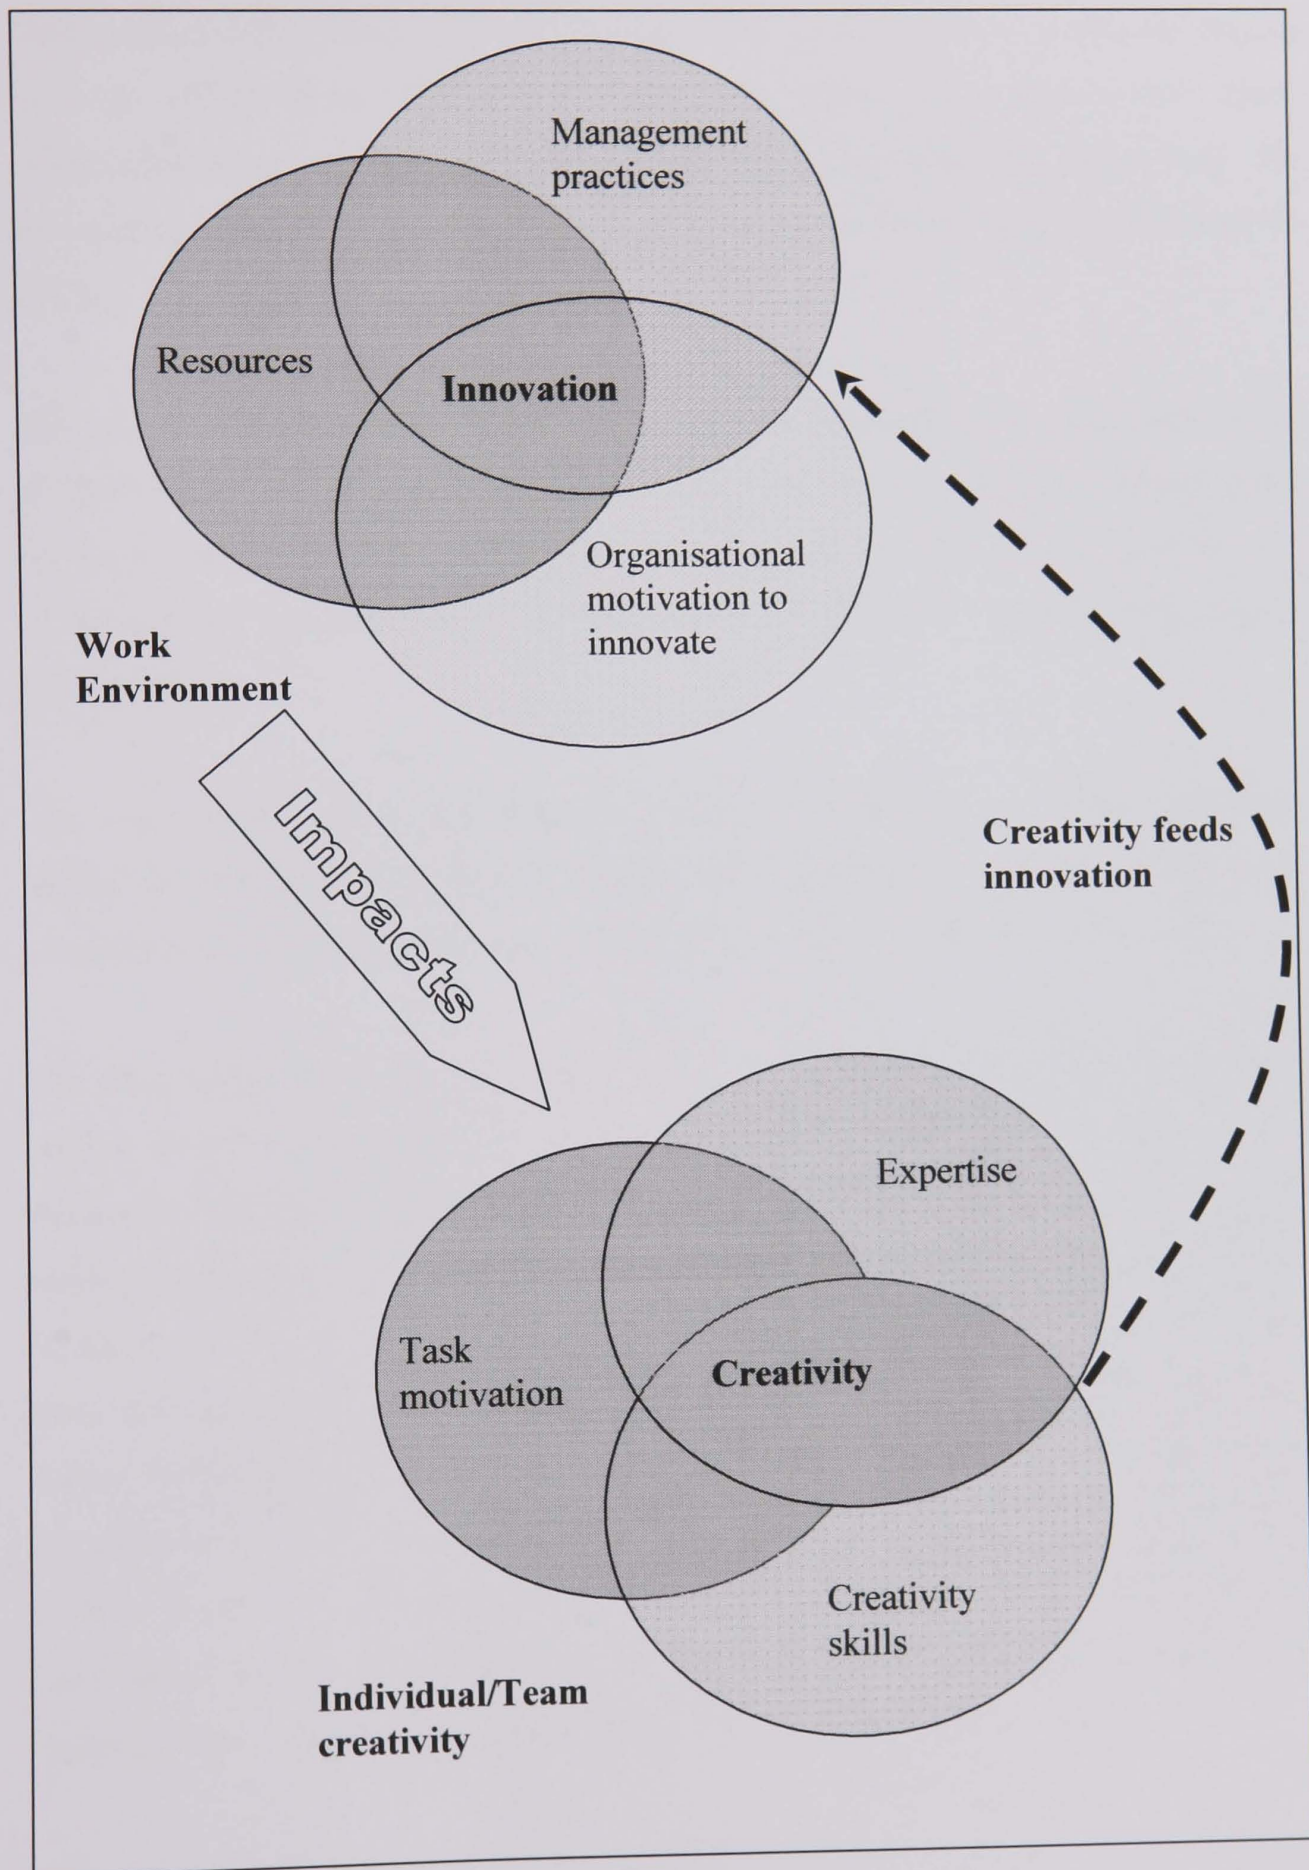 Management
practices
Resources
Innovation
Organisational
motivation to
innovate
Work
Environment
Impacts
Creativity feeds
innovation
Expertise
Task
motivation
Creativity
Creativity
skills
Individual/Team
creativity